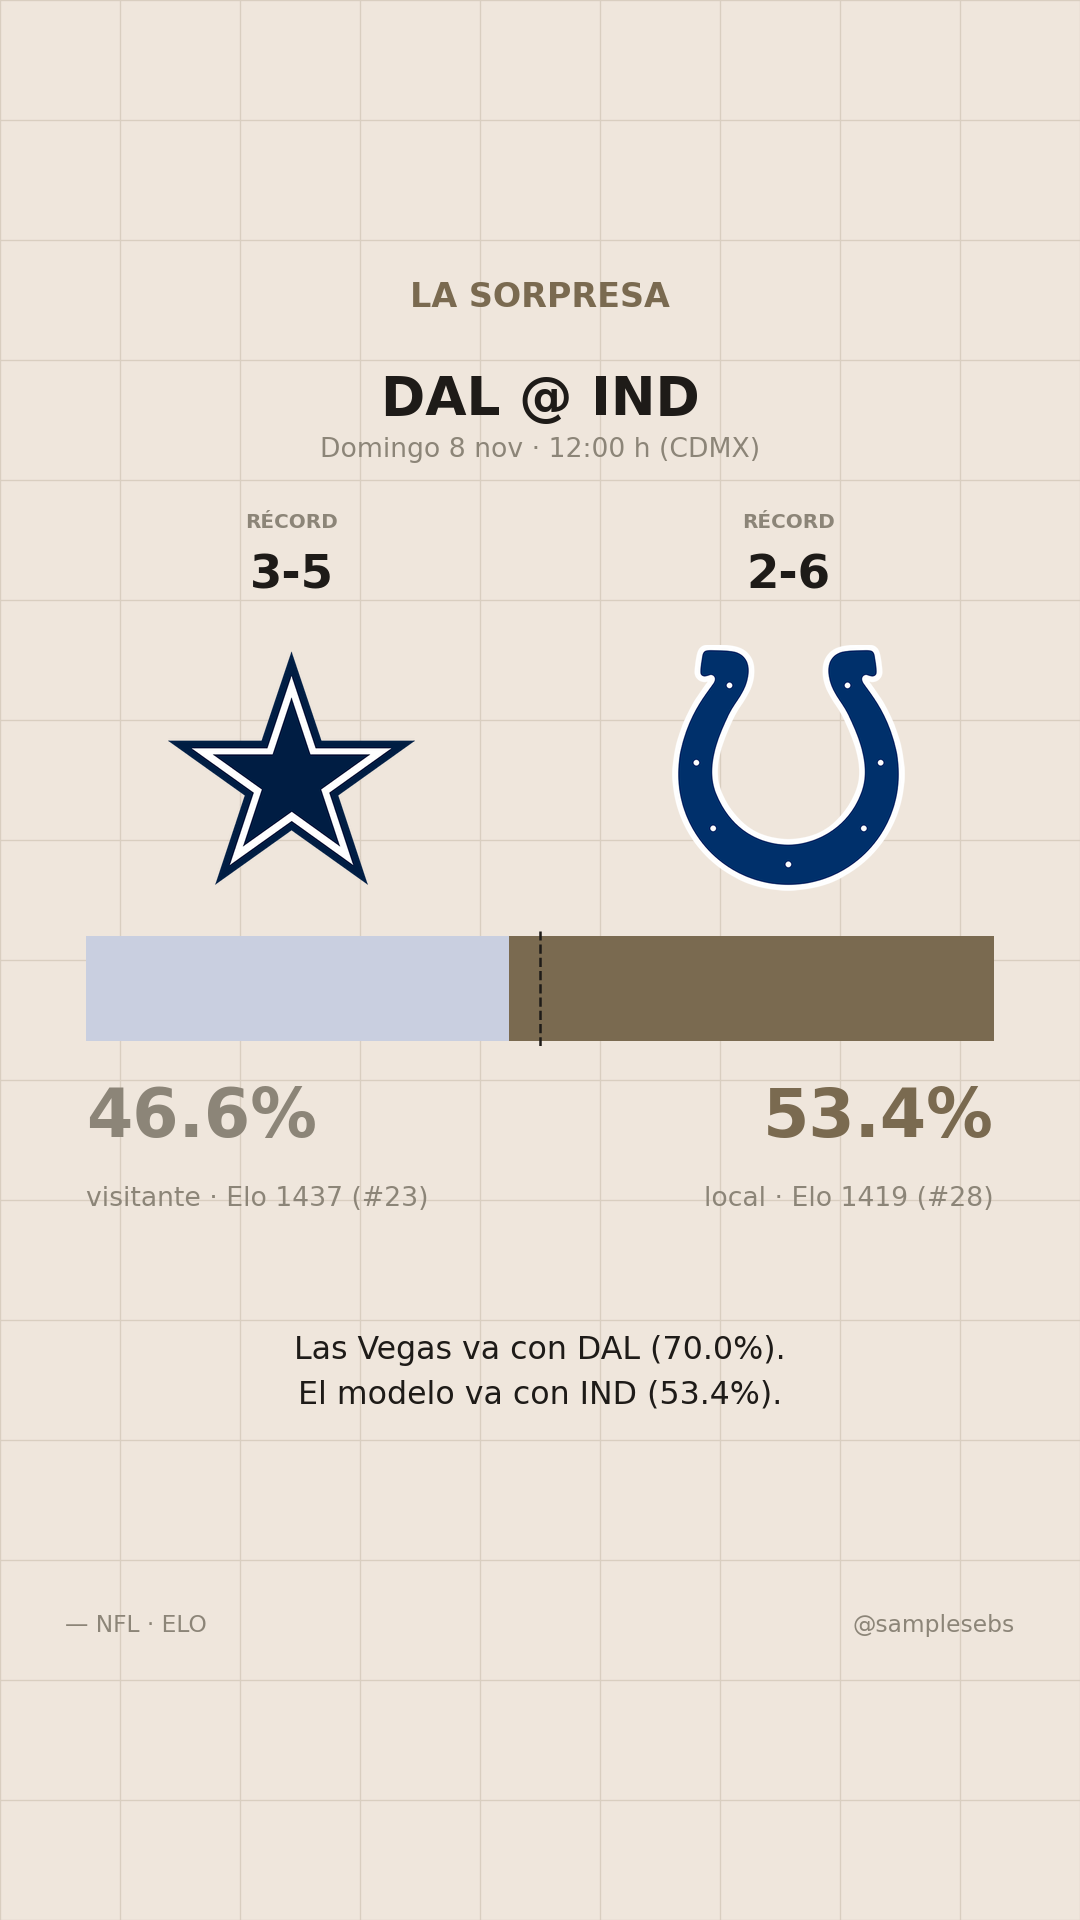 LA SORPRESA
DAL @ IND
Domingo 8 nov · 12:00 h (CDMX)
RÉCORD
3-5
RÉCORD
2-6
46.6%
53.4%
visitante · Elo 1437 (#23)
local · Elo 1419 (#28)
Las Vegas va con DAL (70.0%).
El modelo va con IND (53.4%).
— NFL · ELO
@samplesebs